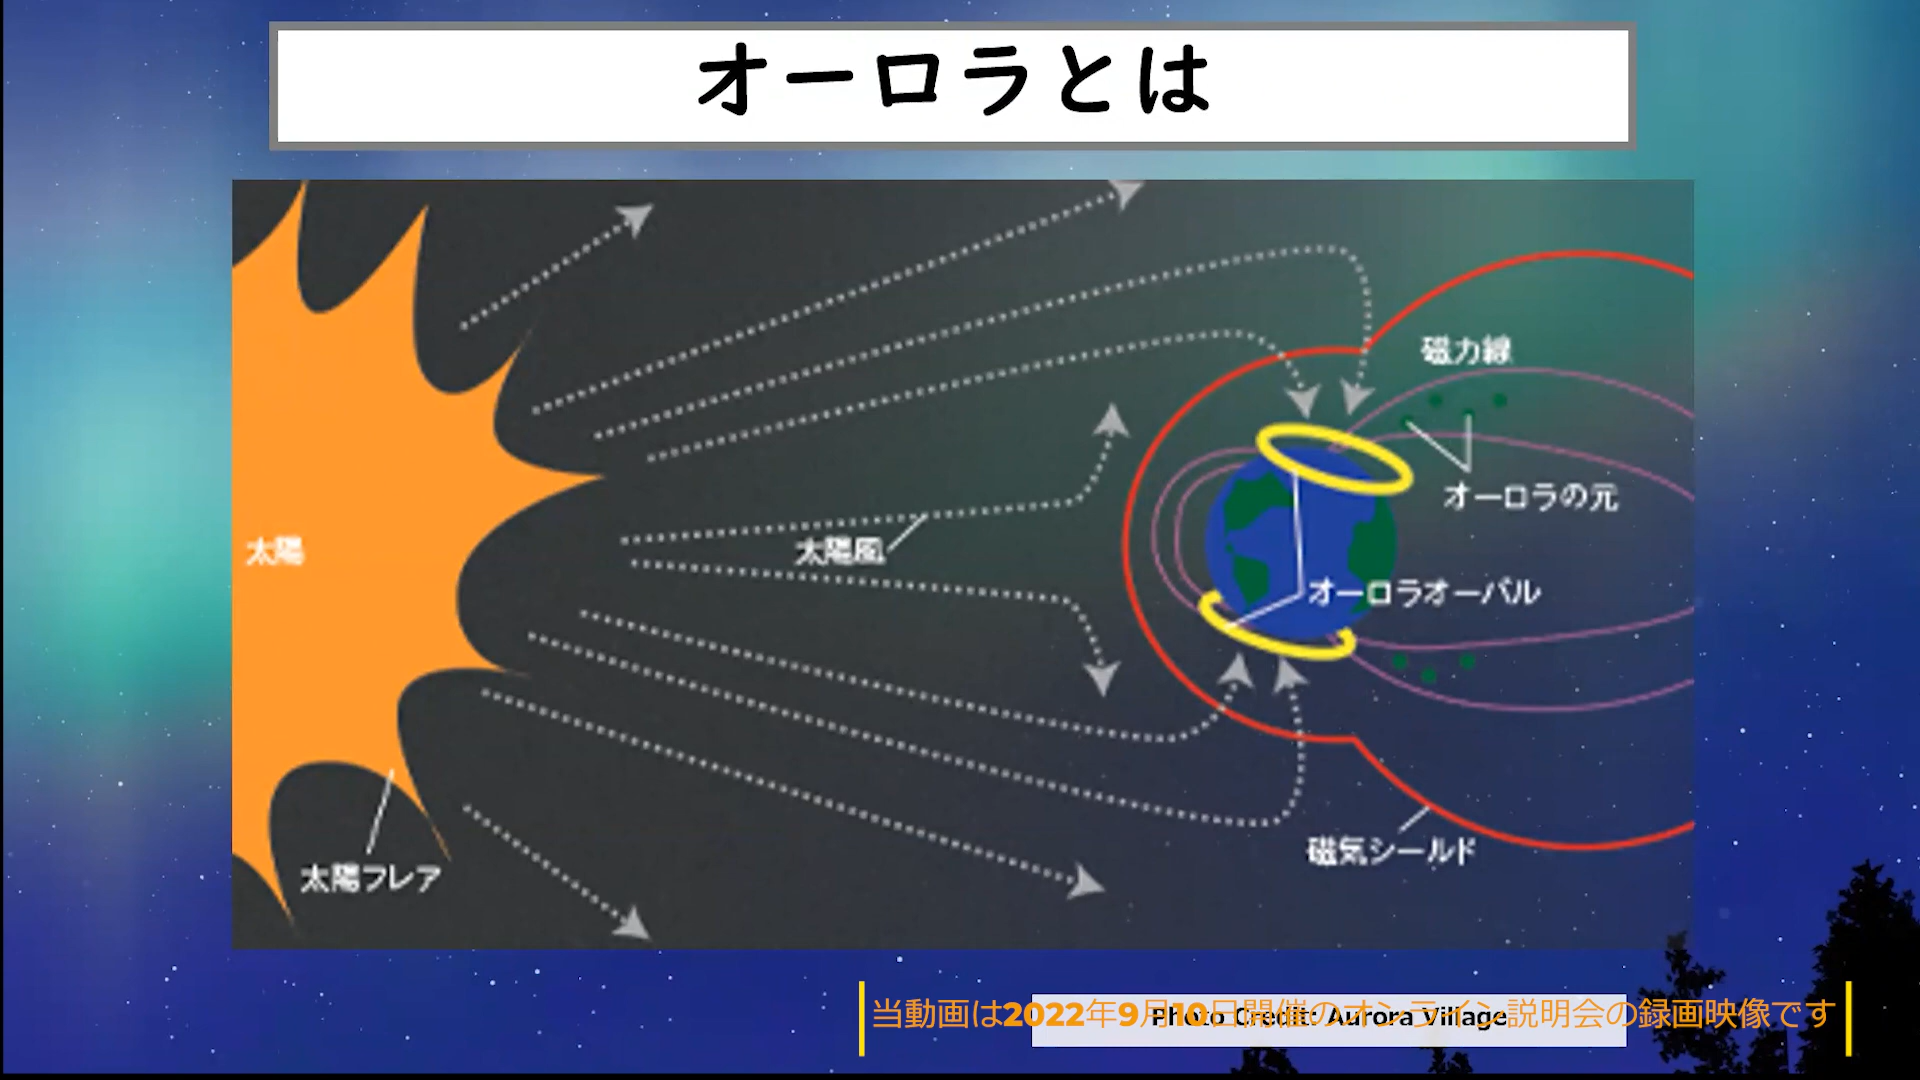 オーロラとは
磁力線
オーロラの元
太陽
太陽風
オーロラオーバル
磁気シールド
太陽フレア
当動画は2022年9月10日開催のオンライン説明会の録画映像です
Photo Credit: Aurora Village